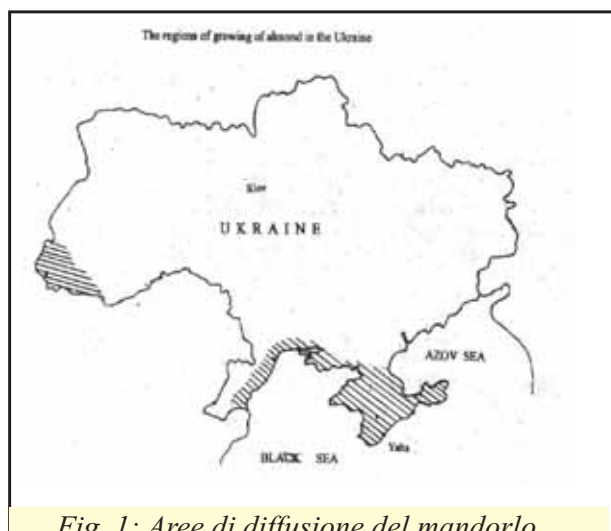 The regions of growing of almond in the Ukraine
Kiev
UKRAINE
AZOV SEA
Yalta
BLACK SEA
Fig. 1: Aree di diffusione del mandorlo